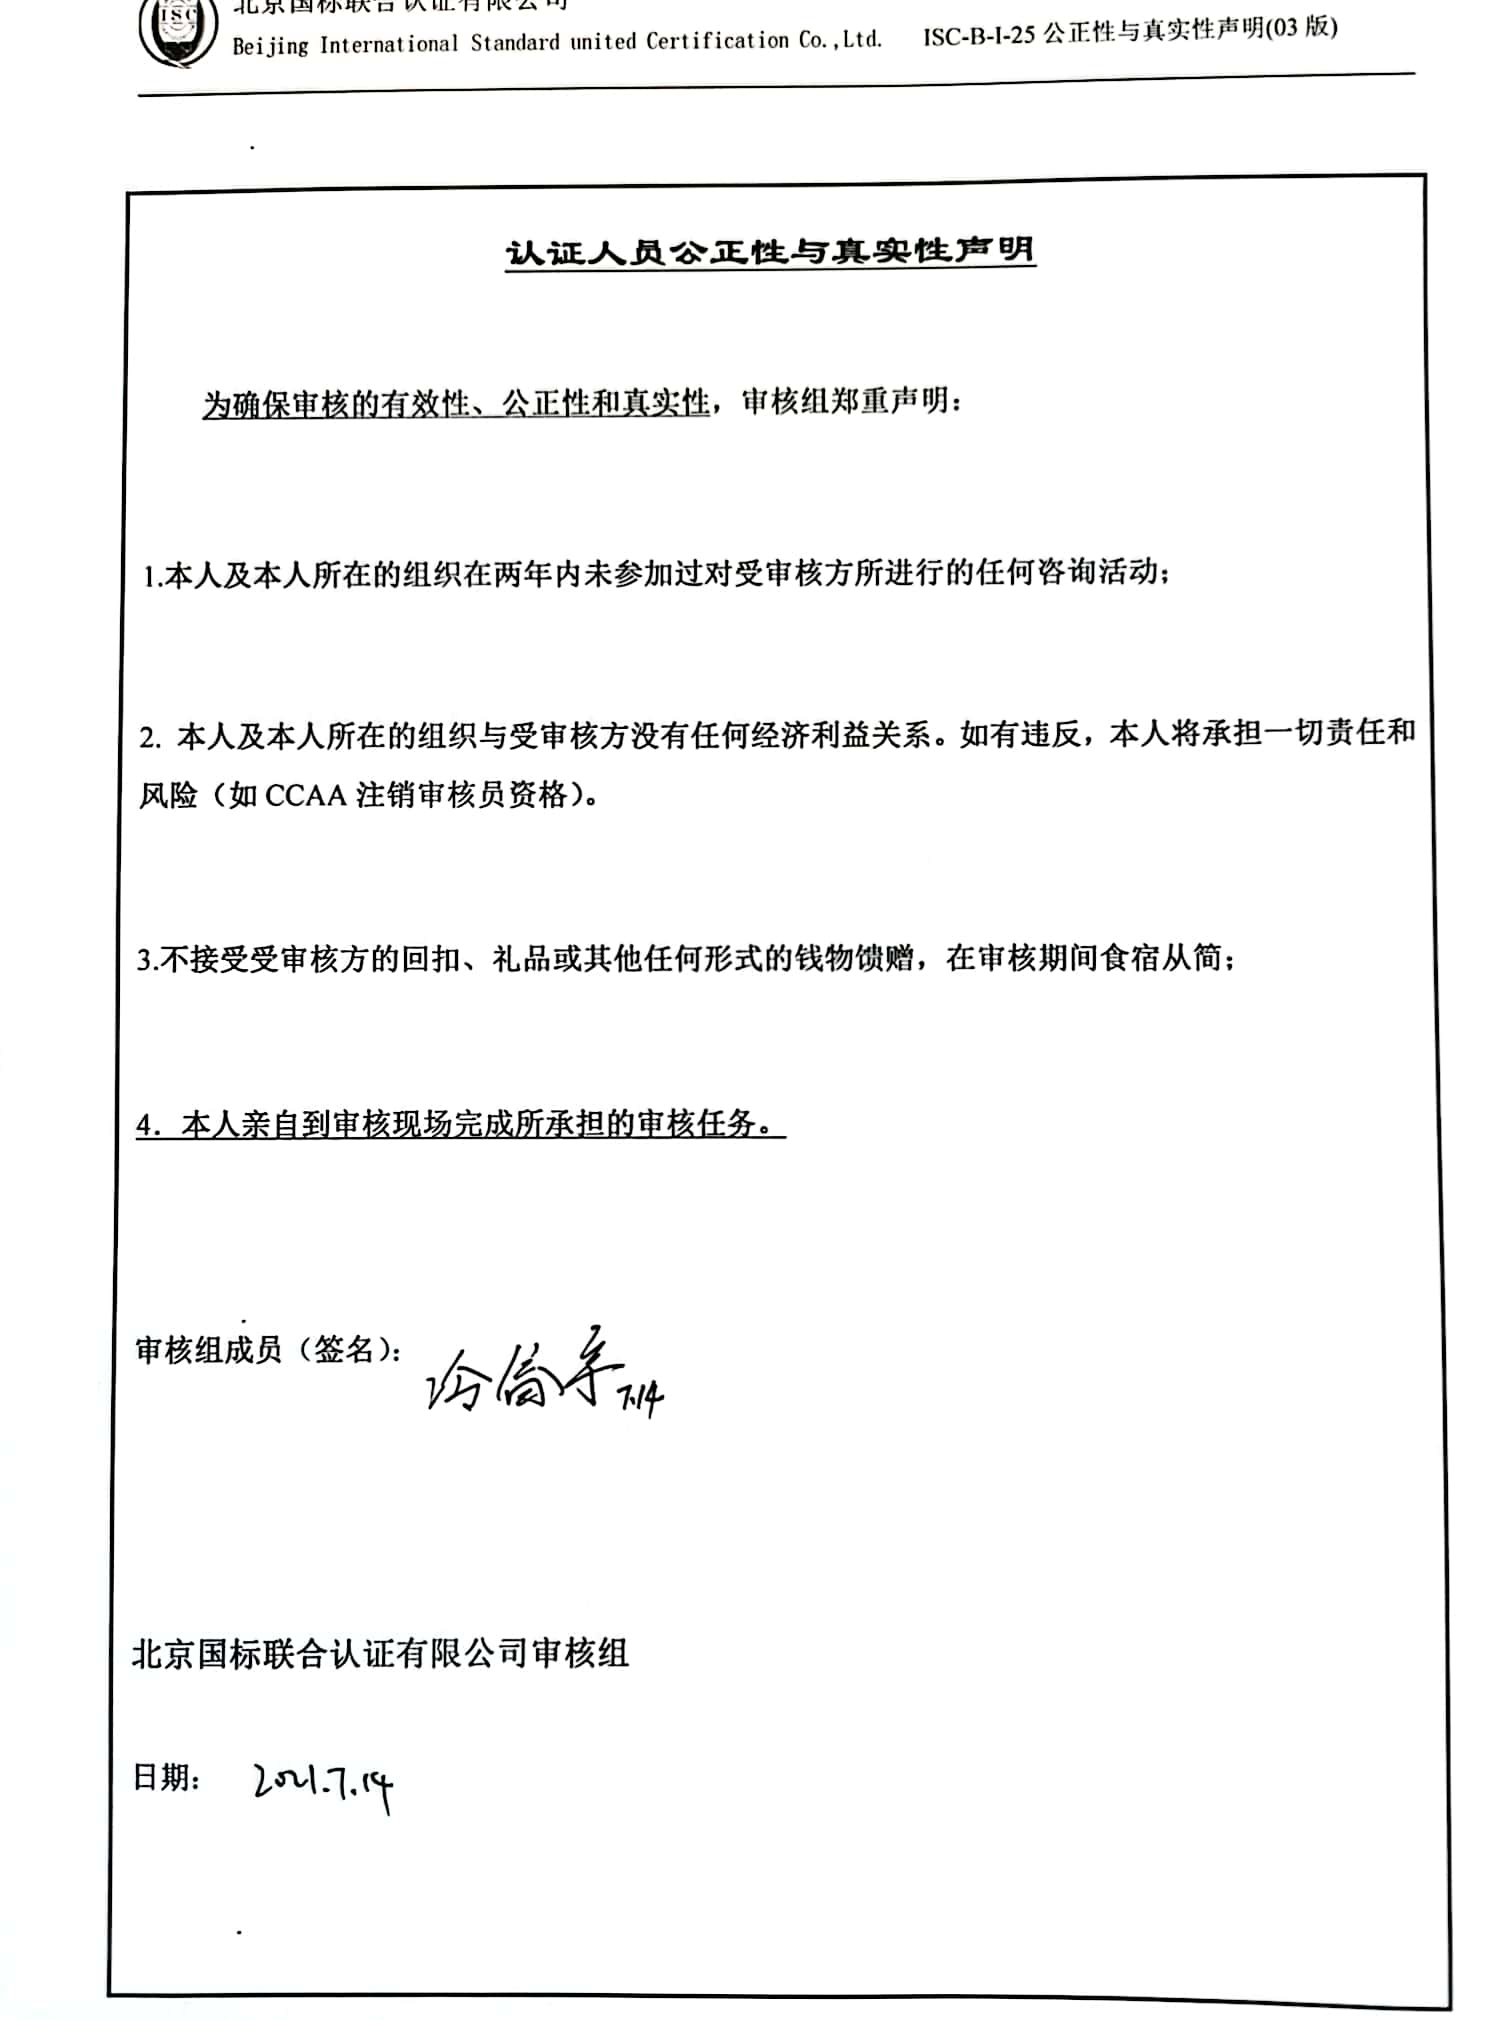 ISC
北京国标联合认证有限公司
Beijing International Standard united Certification Co.,Ltd.
ISC-B-I-25 公正性与真实性声明(03 版)
认证人员公正性与真实性声明
为确保审核的有效性、公正性和真实性，审核组郑重声明：
1.本人及本人所在的组织在两年内未参加过对受审核方所进行的任何咨询活动；
2. 本人及本人所在的组织与受审核方没有任何经济利益关系。如有违反，本人将承担一切责任和
风险（如 CCAA 注销审核员资格）。
3.不接受受审核方的回扣、礼品或其他任何形式的钱物馈赠，在审核期间食宿从简；
4．本人亲自到审核现场完成所承担的审核任务。
审核组成员（签名）：
7.14
北京国标联合认证有限公司审核组
日期： 2021.7.14